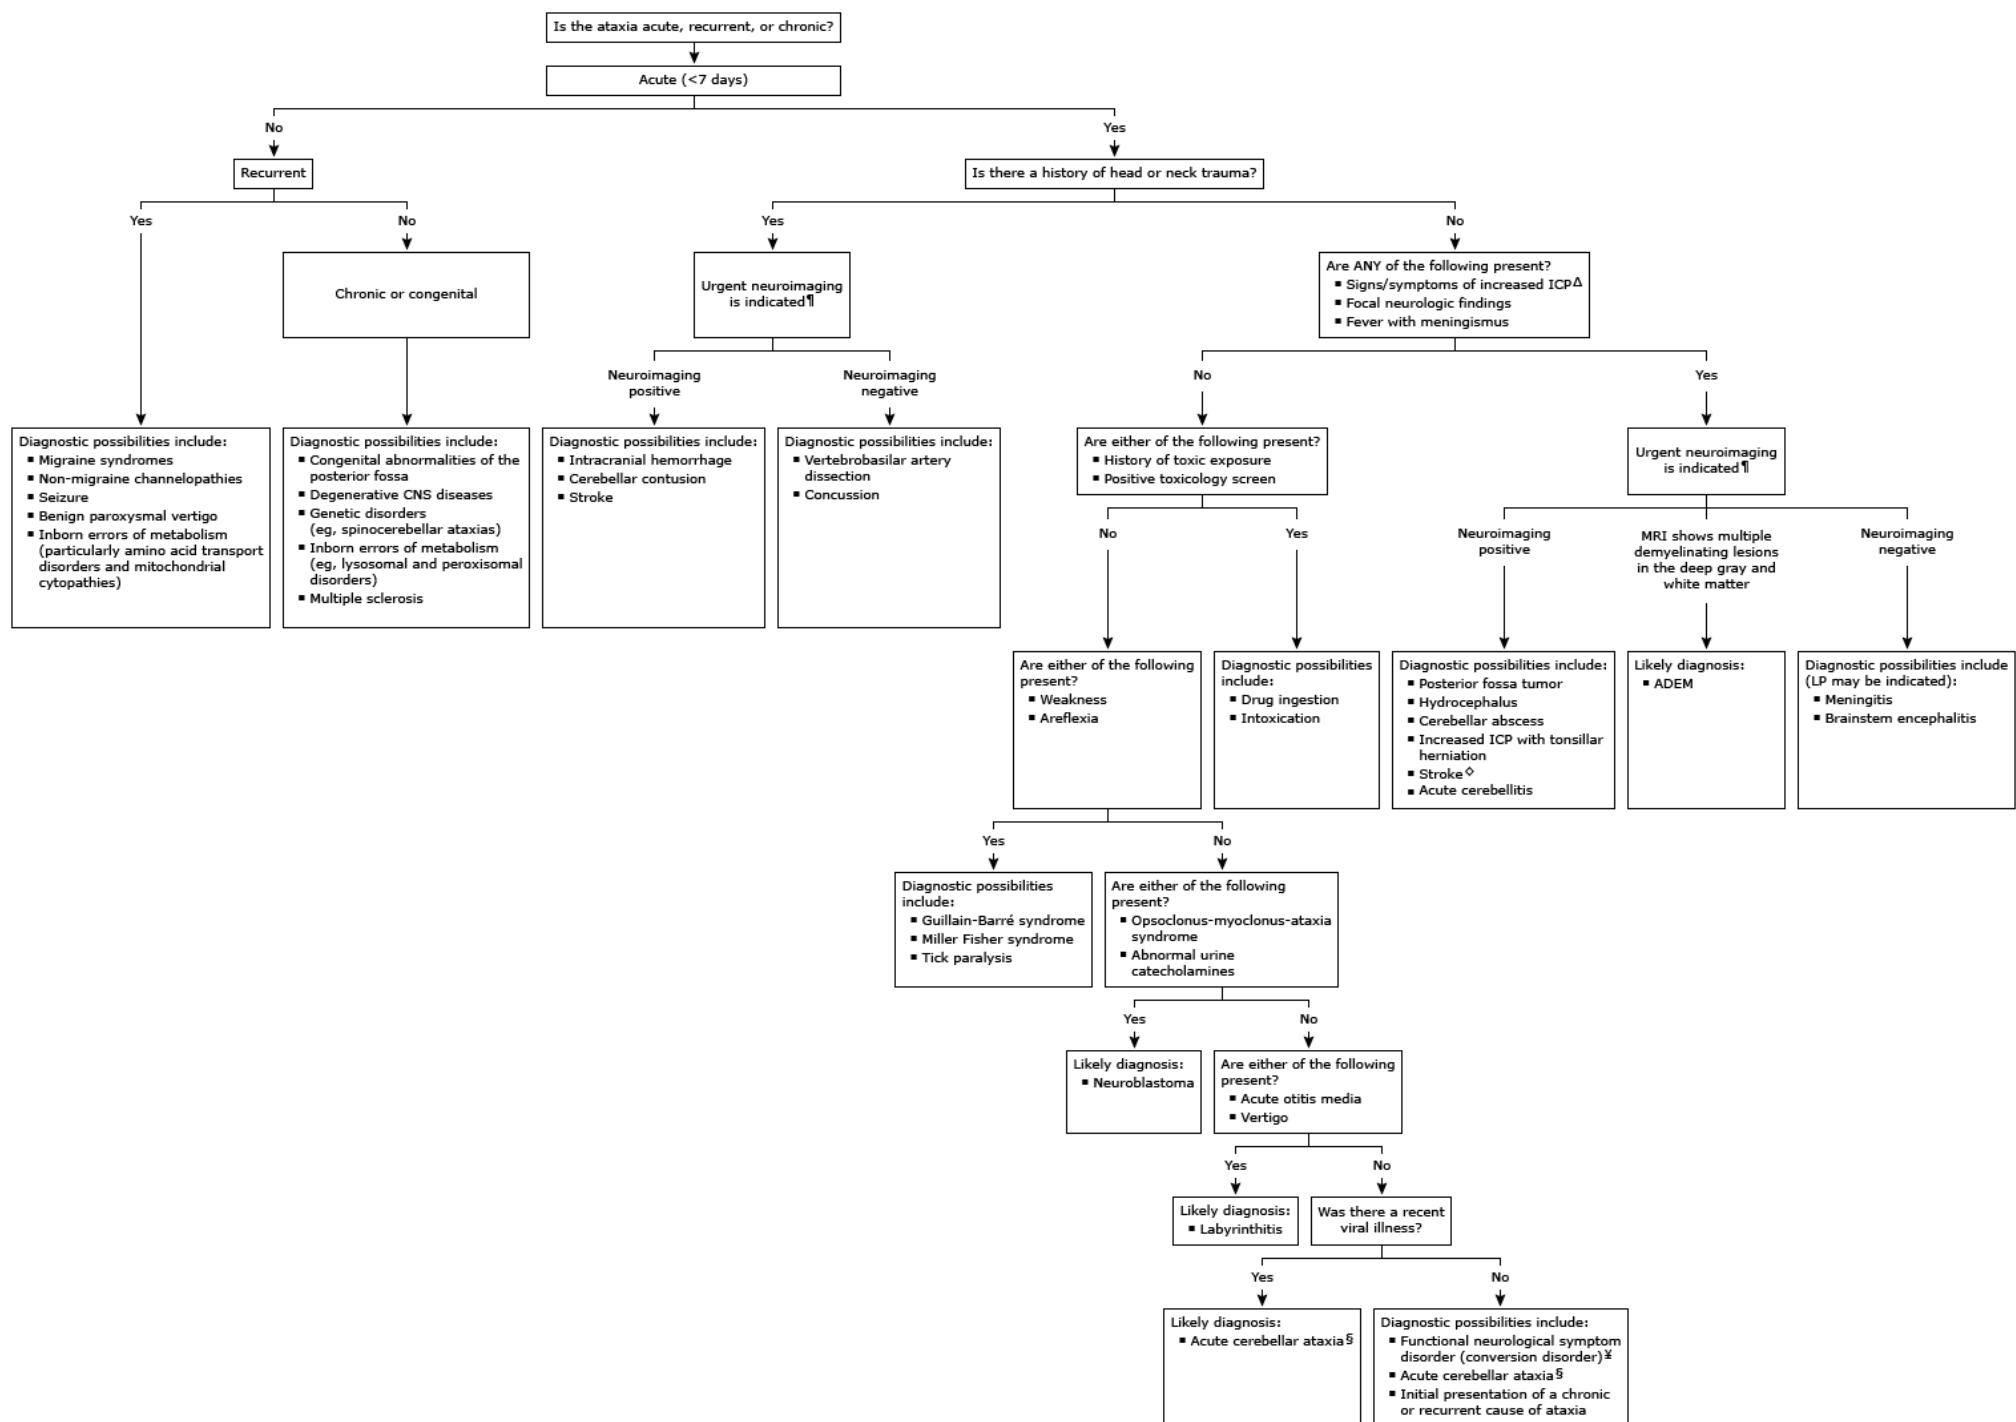 Is the ataxia acute, recurrent, or chronic?
Acute (<7 days)
No
Yes
Recurrent
Is there a history of head or neck trauma?
Yes
No
Yes
No
Chronic or congenital
Urgent neuroimaging
is indicated¶
Are ANY of the following present?
▪ Signs/symptoms of increased ICPΔ
▪ Focal neurologic findings
▪ Fever with meningismus
Neuroimaging
positive
Neuroimaging
negative
No
Yes
Diagnostic possibilities include:
▪ Migraine syndromes
▪ Non-migraine channelopathies
▪ Seizure
▪ Benign paroxysmal vertigo
▪ Inborn errors of metabolism
(particularly amino acid transport
disorders and mitochondrial
cytopathies)
Diagnostic possibilities include:
▪ Congenital abnormalities of the
posterior fossa
▪ Degenerative CNS diseases
▪ Genetic disorders
(eg, spinocerebellar ataxias)
▪ Inborn errors of metabolism
(eg, lysosomal and peroxisomal
disorders)
▪ Multiple sclerosis
Diagnostic possibilities include:
▪ Intracranial hemorrhage
▪ Cerebellar contusion
▪ Stroke
Diagnostic possibilities include:
▪ Vertebrobasilar artery
dissection
▪ Concussion
Are either of the following present?
▪ History of toxic exposure
▪ Positive toxicology screen
Urgent neuroimaging
is indicated¶
No
Yes
Neuroimaging
positive
MRI shows multiple
demyelinating lesions
in the deep gray and
white matter
Neuroimaging
negative
Are either of the following
present?
▪ Weakness
▪ Areflexia
Diagnostic possibilities
include:
▪ Drug ingestion
▪ Intoxication
Diagnostic possibilities include:
▪ Posterior fossa tumor
▪ Hydrocephalus
▪ Cerebellar abscess
▪ Increased ICP with tonsillar
herniation
▪ Stroke◇
▪ Acute cerebellitis
Likely diagnosis:
▪ ADEM
Diagnostic possibilities include
(LP may be indicated):
▪ Meningitis
▪ Brainstem encephalitis
Yes
No
Diagnostic possibilities
include:
▪ Guillain-Barré syndrome
▪ Miller Fisher syndrome
▪ Tick paralysis
Are either of the following
present?
▪ Opsoclonus-myoclonus-ataxia
syndrome
▪ Abnormal urine
catecholamines
Yes
No
Likely diagnosis:
▪ Neuroblastoma
Are either of the following
present?
▪ Acute otitis media
▪ Vertigo
Yes
No
Likely diagnosis:
▪ Labyrinthitis
Was there a recent
viral illness?
Yes
No
Likely diagnosis:
▪ Acute cerebellar ataxia§
Diagnostic possibilities include:
▪ Functional neurological symptom
disorder (conversion disorder)¥
▪ Acute cerebellar ataxia§
▪ Initial presentation of a chronic
or recurrent cause of ataxia